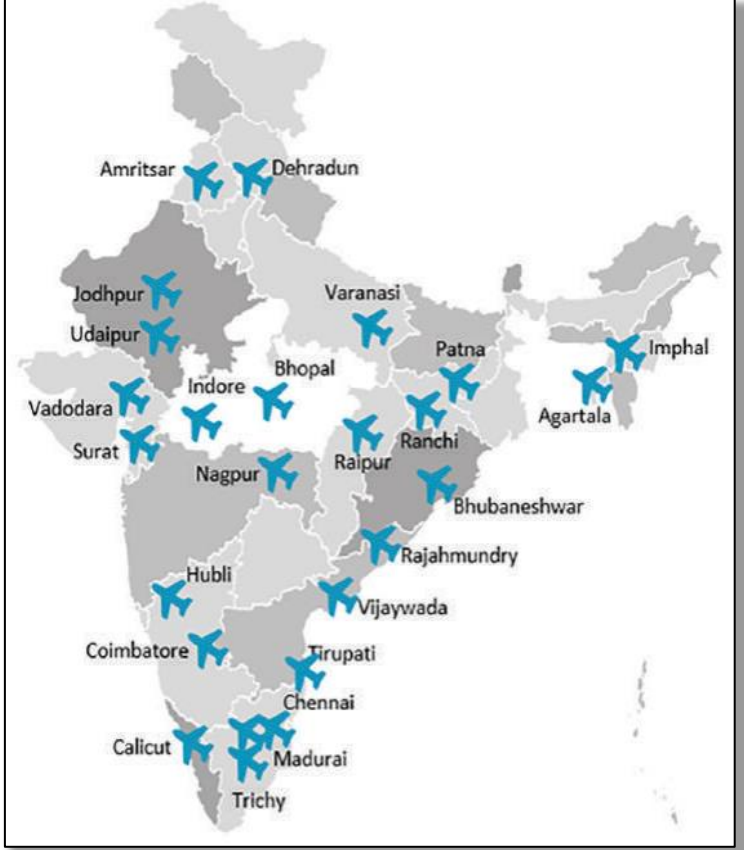 Amritsar
Dehradun
Jodhpur
Varanasi
Udaipur
Patna
Imphal
Bhopal
Indore
Vadodara
Agartala
Surat
Ranchi
Raipur
Nagpur
Bhubaneshwar
Rajahmundry
Hubli
Vijaywada
Coimbatore
Tirupati
Chennai
Calicut
Madurai
Trichy